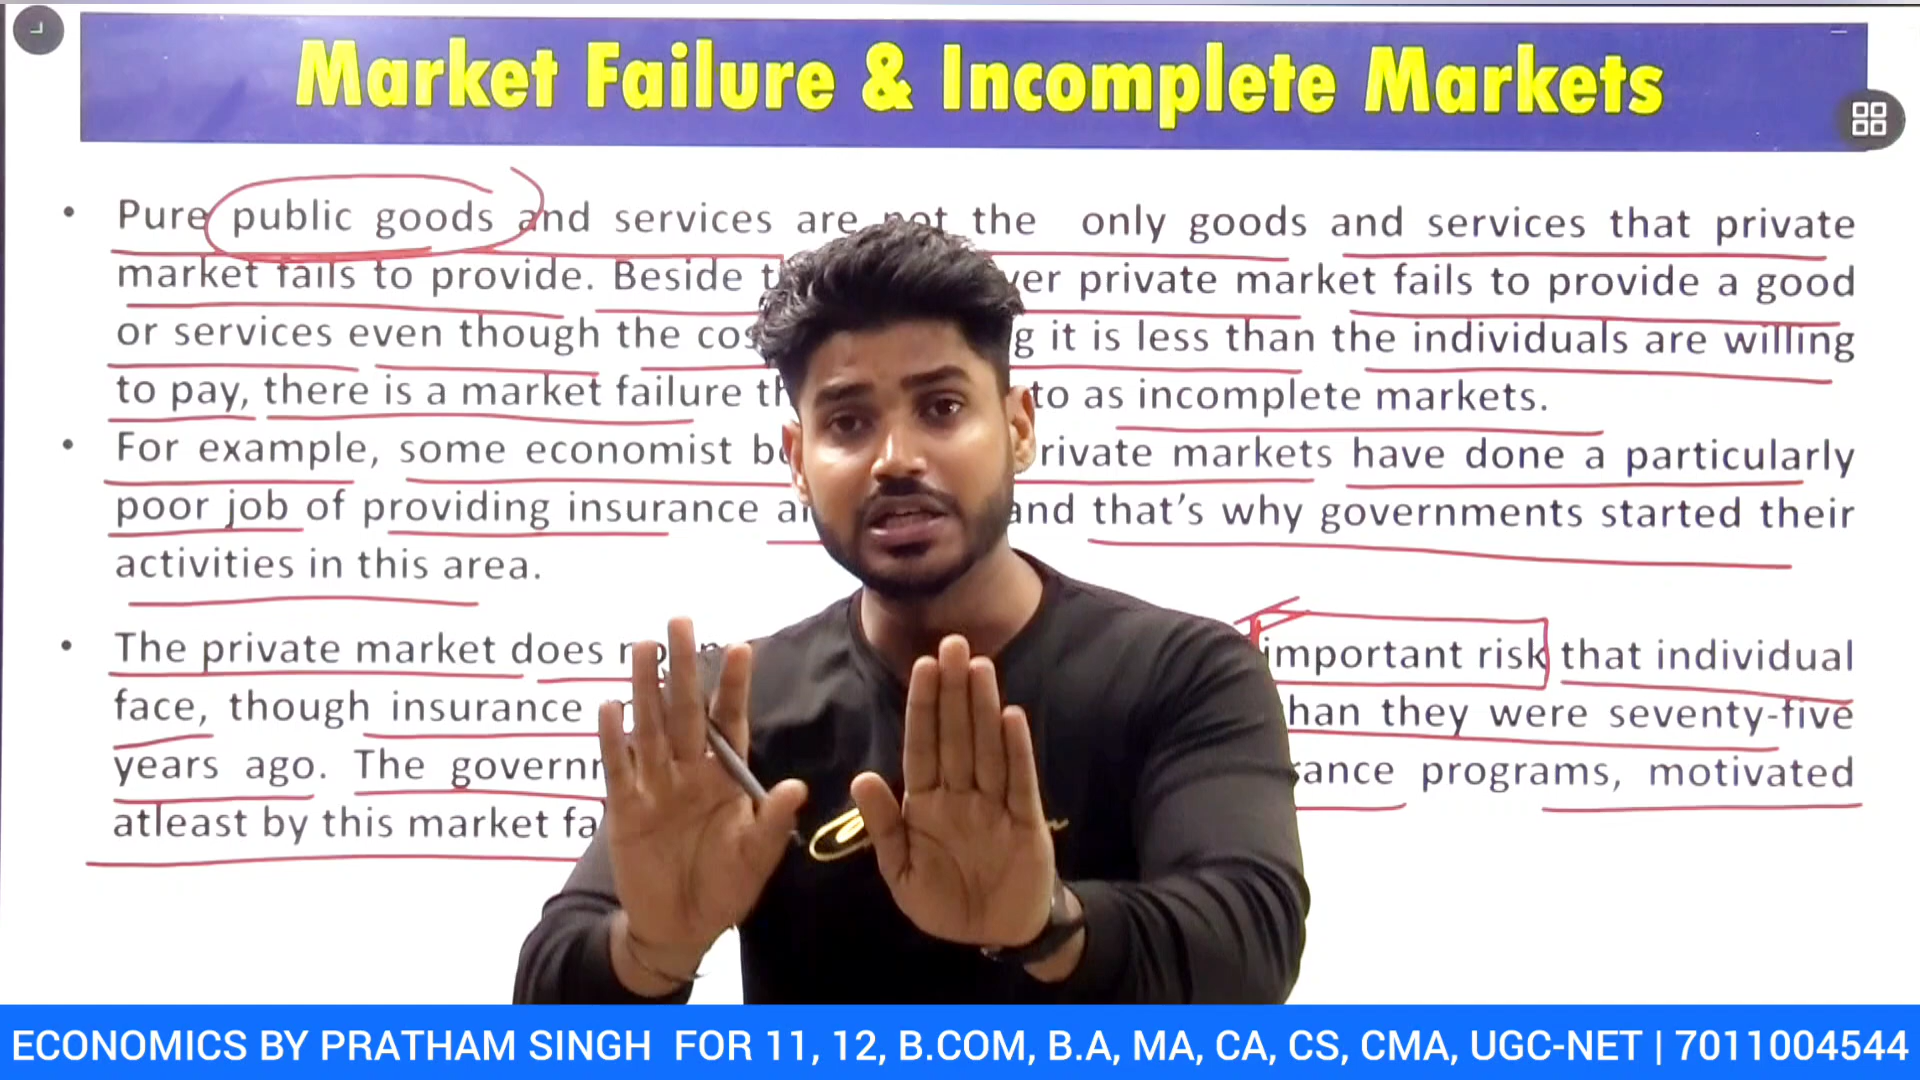 Market Failure & Incomplete Markets
• Pure public goods and services are not the only goods and services that private
market fails to provide. Beside ver private market fails to provide a good
or services even though the cos g it is less than the individuals are willing
to pay, there is a market failure to as incomplete markets.
• For example, some economist rivate markets have done a particularly
poor job of providing insurance and that's why governments started their
activities in this area.
• The private market does important risk that individual
face, though insurance han they were seventy-five
years ago. The govern rance programs, motivated
atleast by this market fa
ECONOMICS BY PRATHAM SINGH FOR 11, 12, B.COM, B.A, MA, CA, CS, CMA, UGC-NET | 7011004544